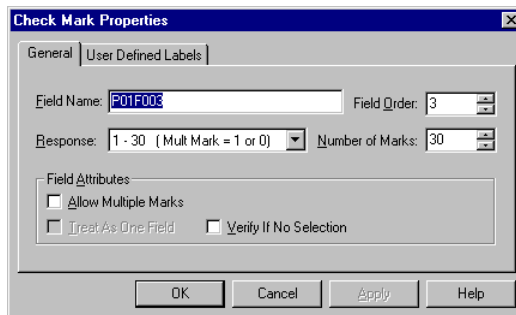 Check Mark Properties
General User Defined Labels
Field Name: P01F003 Field Order: 3
Response: 1 - 30 ( Mult Mark = 1 or 0) Number of Marks: 30
Field Attributes
Allow Multiple Marks
Treat As One Field Verify If No Selection
OK Cancel Apply Help